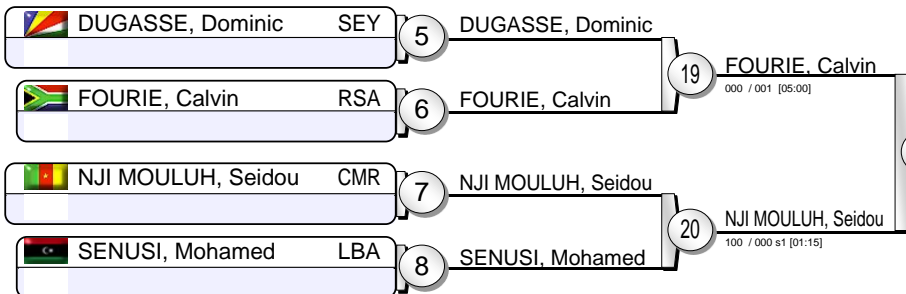 DUGASSE, Dominic SEY
5
DUGASSE, Dominic
FOURIE, Calvin RSA
6
FOURIE, Calvin
19
FOURIE, Calvin
000 / 001 [05:00]
NJI MOULUH, Seidou CMR
7
NJI MOULUH, Seidou
SENUSI, Mohamed LBA
8
SENUSI, Mohamed
20
NJI MOULUH, Seidou
100 / 000 s1 [01:15]